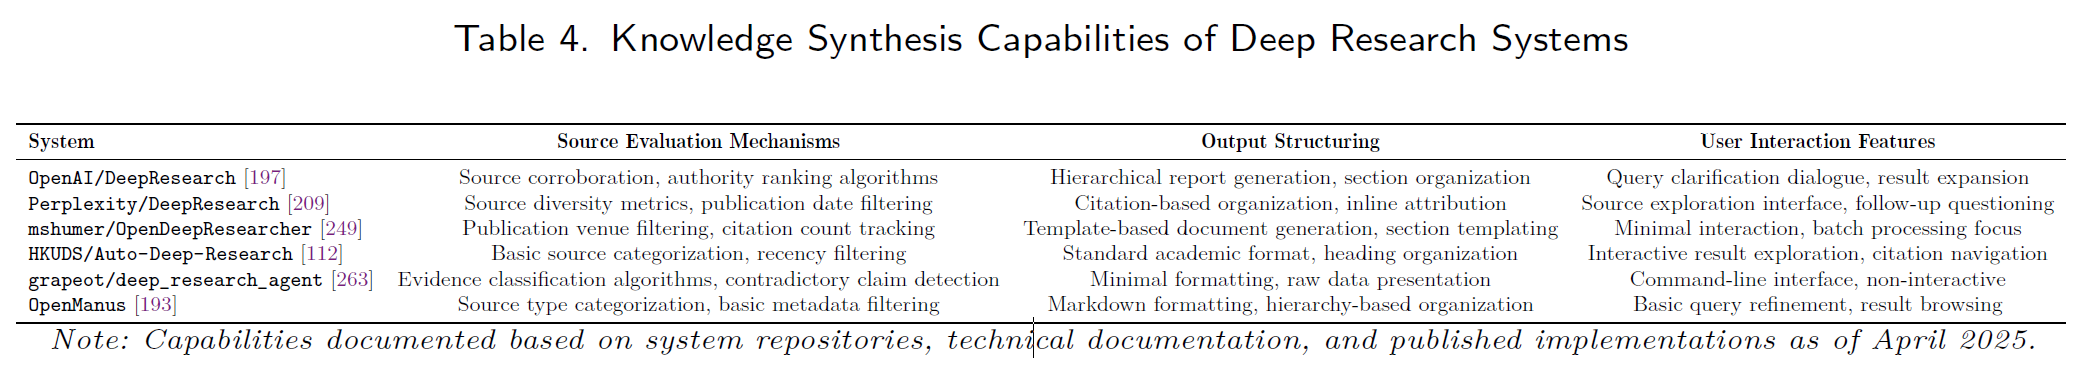 Table 4. Knowledge Synthesis Capabilities of Deep Research Systems
System Source Evaluation Mechanisms Output Structuring User Interaction Features
OpenAI/DeepResearch [197] Source corroboration, authority ranking algorithms Hierarchical report generation, section organization Query clarification dialogue, result expansion
Perplexity/DeepResearch [209] Source diversity metrics, publication date filtering Citation-based organization, inline attribution Source exploration interface, follow-up questioning
mshumer/OpenDeepResearcher [249] Publication venue filtering, citation count tracking Template-based document generation, section templating Minimal interaction, batch processing focus
HKUDS/Auto-Deep-Research [112] Basic source categorization, recency filtering Standard academic format, heading organization Interactive result exploration, citation navigation
grapeot/deep_research_agent [263] Evidence classification algorithms, contradictory claim detection Minimal formatting, raw data presentation Command-line interface, non-interactive
OpenManus [193] Source type categorization, basic metadata filtering Markdown formatting, hierarchy-based organization Basic query refinement, result browsing
Note: Capabilities documented based on system repositories, technical documentation, and published implementations as of April 2025.